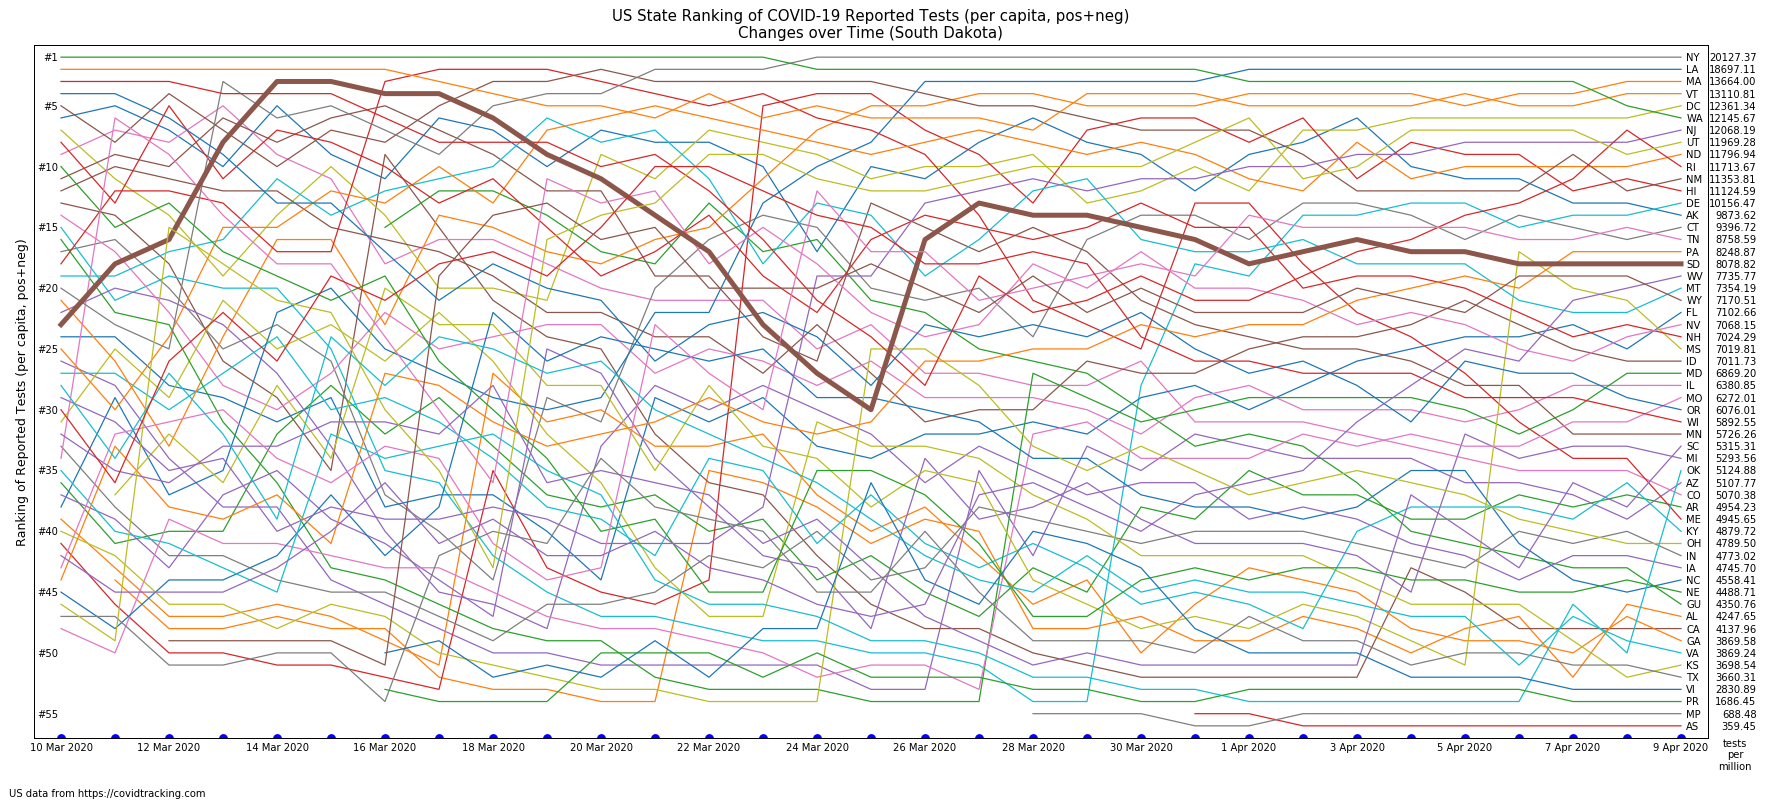 US State Ranking of COVID-19 Reported Tests (per capita, pos+neg)
Changes over Time (South Dakota)
Ranking of Reported Tests (per capita, pos+neg)
#1
#5
#10
#15
#20
#25
#30
#35
#40
#45
#50
#55
NY 20127.37
LA 18697.11
MA 13664.00
VT 13110.81
DC 12361.34
WA 12145.67
NJ 12068.19
UT 11969.28
ND 11796.94
RI 11713.67
NM 11353.81
HI 11124.59
DE 10156.47
AK 9873.62
CT 9396.72
TN 8758.59
PA 8248.87
SD 8078.82
WV 7735.77
MT 7354.19
WY 7170.51
FL 7102.66
NV 7068.15
NH 7024.29
MS 7019.81
ID 7011.73
MD 6869.20
IL 6380.85
MO 6272.01
OR 6076.01
WI 5892.55
MN 5726.26
SC 5315.31
MI 5293.56
OK 5124.88
AZ 5107.77
CO 5070.38
AR 4954.23
ME 4945.65
KY 4879.72
OH 4789.50
IN 4773.02
IA 4745.70
NC 4558.41
NE 4488.71
GU 4350.76
AL 4247.65
CA 4137.96
GA 3869.58
VA 3869.24
KS 3698.54
TX 3660.31
VI 2830.89
PR 1686.45
MP 688.48
AS 359.45
10 Mar 2020
12 Mar 2020
14 Mar 2020
16 Mar 2020
18 Mar 2020
20 Mar 2020
22 Mar 2020
24 Mar 2020
26 Mar 2020
28 Mar 2020
30 Mar 2020
1 Apr 2020
3 Apr 2020
5 Apr 2020
7 Apr 2020
9 Apr 2020
tests
per
million
US data from https://covidtracking.com